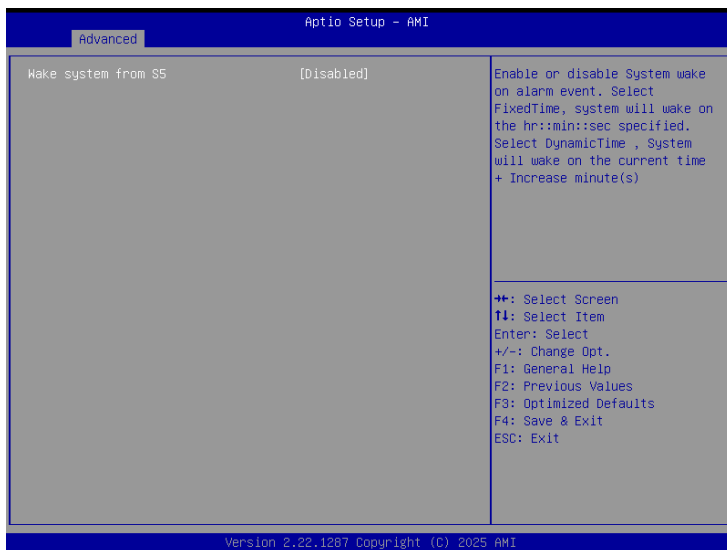 Aptio Setup - AMI
Advanced
Wake system from S5 [Disabled]
Enable or disable System wake
on alarm event. Select
FixedTime, system will wake on
the hr::min::sec specified.
Select DynamicTime , System
will wake on the current time
+ Increase minute(s)
→←: Select Screen
↑↓: Select Item
Enter: Select
+/-: Change Opt.
F1: General Help
F2: Previous Values
F3: Optimized Defaults
F4: Save & Exit
ESC: Exit
Version 2.22.1287 Copyright (C) 2025 AMI